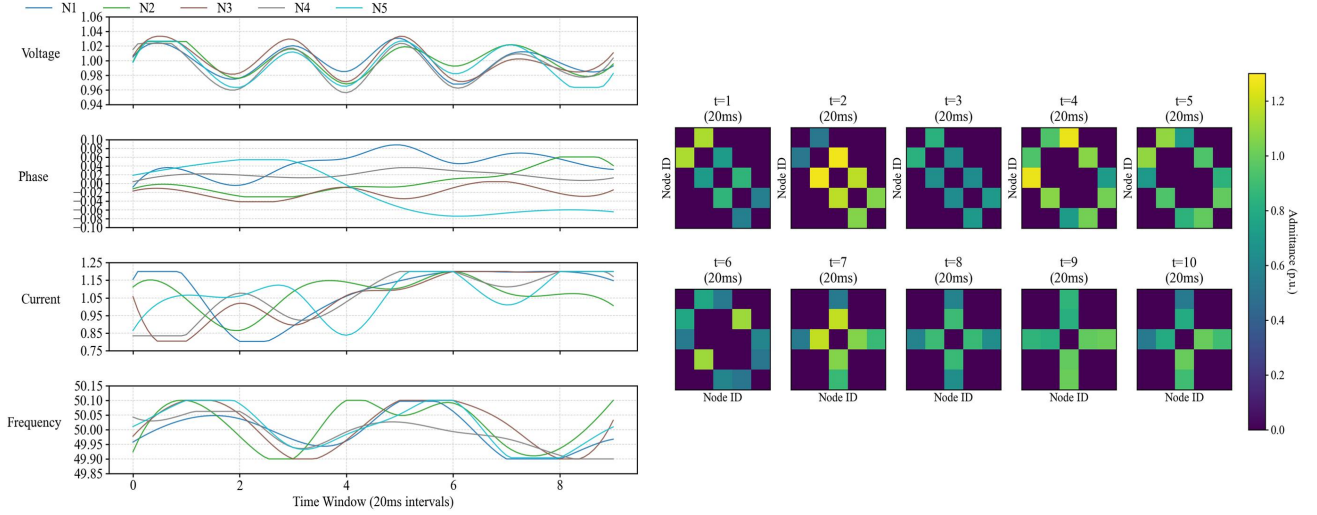 N1 N2 N3 N4 N5
Voltage
1.06
1.04
1.02
1.00
0.98
0.96
0.94
Phase
0.10
0.08
0.06
0.04
0.02
0.00
−0.02
−0.04
−0.06
−0.08
−0.10
Current
1.25
1.15
1.05
0.95
0.85
0.75
Frequency
50.15
50.10
50.05
50.00
49.95
49.90
49.85
0 2 4 6 8
Time Window (20ms intervals)
t=1 t=2 t=3 t=4 t=5
(20ms) (20ms) (20ms) (20ms) (20ms)
Node ID Node ID Node ID Node ID Node ID
t=6 t=7 t=8 t=9 t=10
(20ms) (20ms) (20ms) (20ms) (20ms)
Node ID Node ID Node ID Node ID Node ID
1.2
1.0
0.8
0.6
0.4
0.2
0.0
Admittance (p.u.)